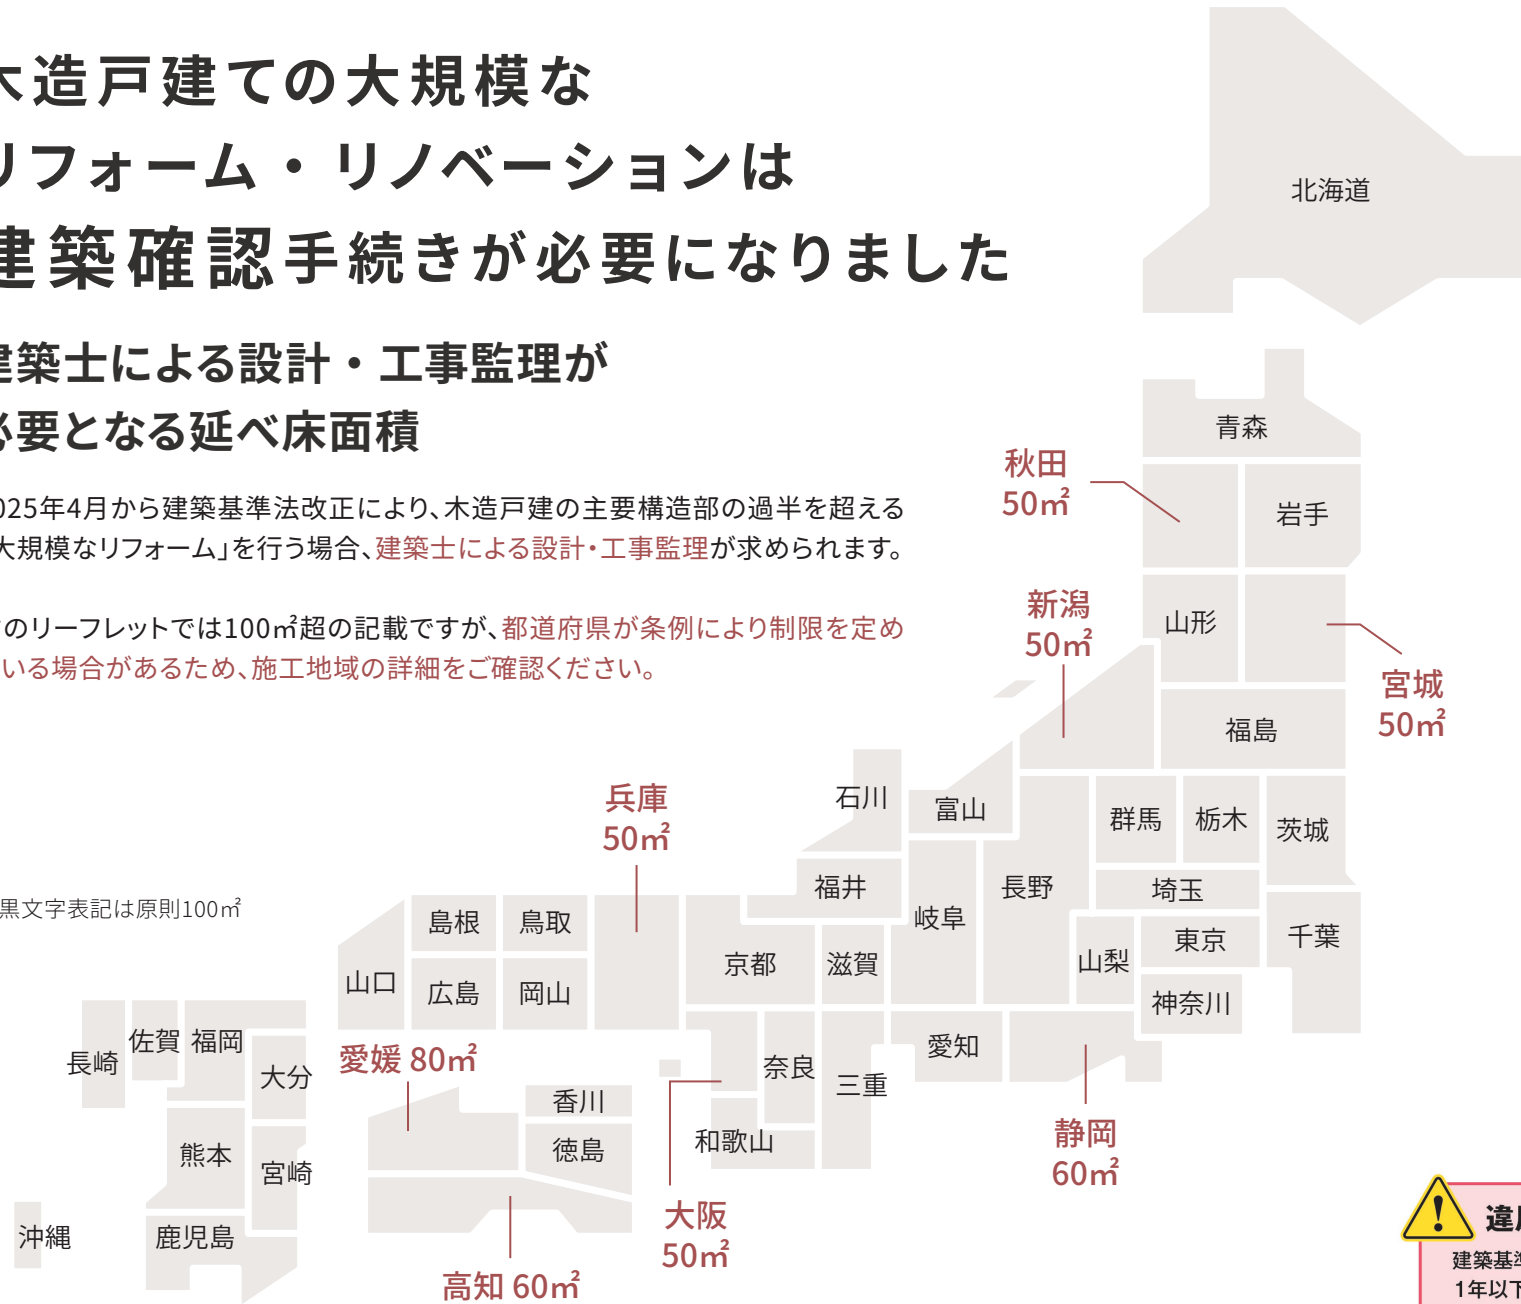 木造戸建ての大規模な
リフォーム・リノベーションは
建築確認手続きが必要になりました
建築士による設計・工事監理が
必要となる延べ床面積
025年4月から建築基準法改正により、木造戸建の主要構造部の過半を超える
大規模なリフォーム」を行う場合、建築士による設計・工事監理が求められます。
のリーフレットでは100㎡超の記載ですが、都道府県が条例により制限を定め
いる場合があるため、施工地域の詳細をご確認ください。
黒文字表記は原則100㎡
北海道
青森
秋田
50㎡
岩手
新潟
50㎡
山形
宮城
50㎡
福島
兵庫
50㎡
石川
富山
群馬
栃木
茨城
福井
岐阜
長野
埼玉
島根
鳥取
京都
滋賀
山梨
東京
千葉
山口
広島
岡山
神奈川
長崎
佐賀
福岡
大分
愛媛 80㎡
奈良
三重
愛知
香川
静岡
60㎡
熊本
宮崎
徳島
和歌山
沖縄
鹿児島
高知 60㎡
大阪
50㎡
違
建築基準
1年以下